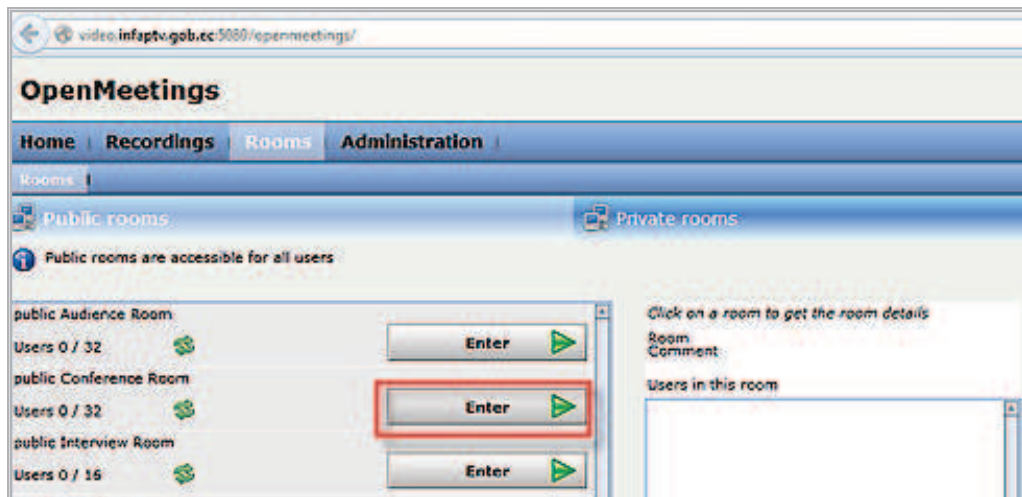 video.infaptv.gob.ec:5080/openmeetings/
OpenMeetings
Home Recordings Rooms Administration
Rooms
Public rooms
Private rooms
Public rooms are accessible for all users
public Audience Room
Users 0 / 32
Enter
public Conference Room
Users 0 / 32
Enter
public Interview Room
Users 0 / 16
Enter
Click on a room to get the room details
Room
Comment
Users in this room